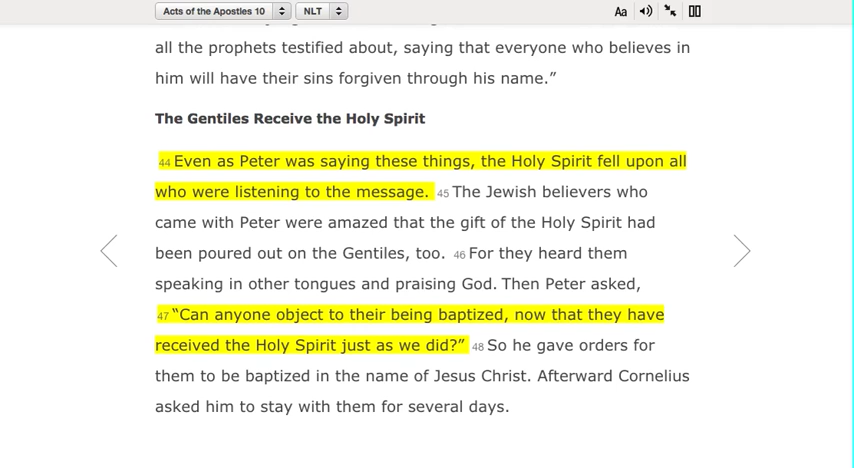 Acts of the Apostles 10 NLT Aa
all the prophets testified about, saying that everyone who believes in
him will have their sins forgiven through his name.”
The Gentiles Receive the Holy Spirit
44 Even as Peter was saying these things, the Holy Spirit fell upon all
who were listening to the message. 45 The Jewish believers who
came with Peter were amazed that the gift of the Holy Spirit had
been poured out on the Gentiles, too. 46 For they heard them
speaking in other tongues and praising God. Then Peter asked,
47 “Can anyone object to their being baptized, now that they have
received the Holy Spirit just as we did?” 48 So he gave orders for
them to be baptized in the name of Jesus Christ. Afterward Cornelius
asked him to stay with them for several days.